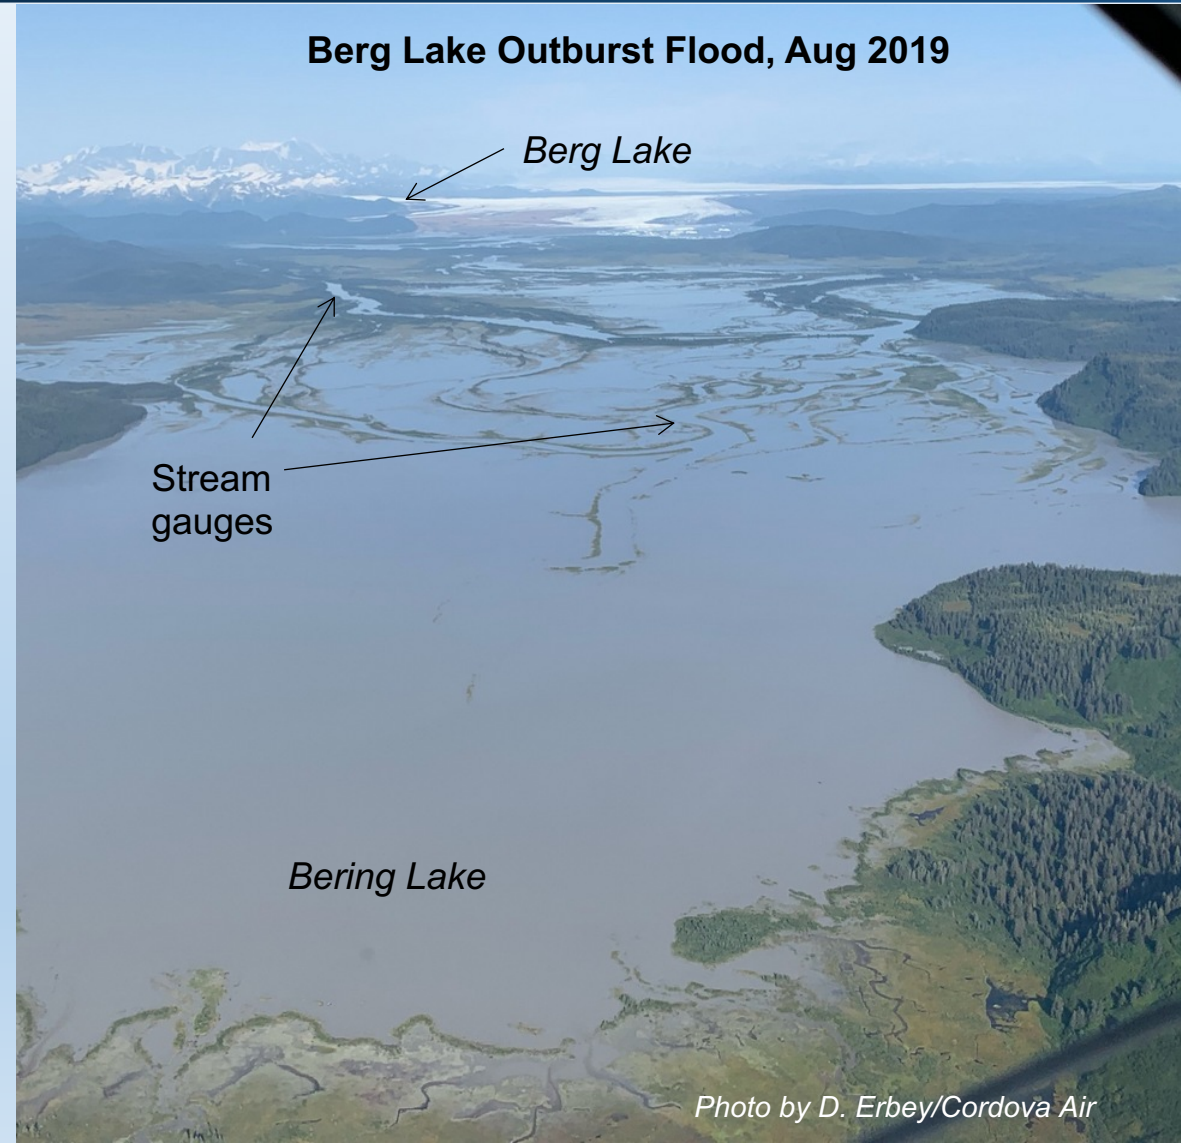 Berg Lake Outburst Flood, Aug 2019
Berg Lake
Stream
gauges
Bering Lake
Photo by D. Erbey/Cordova Air